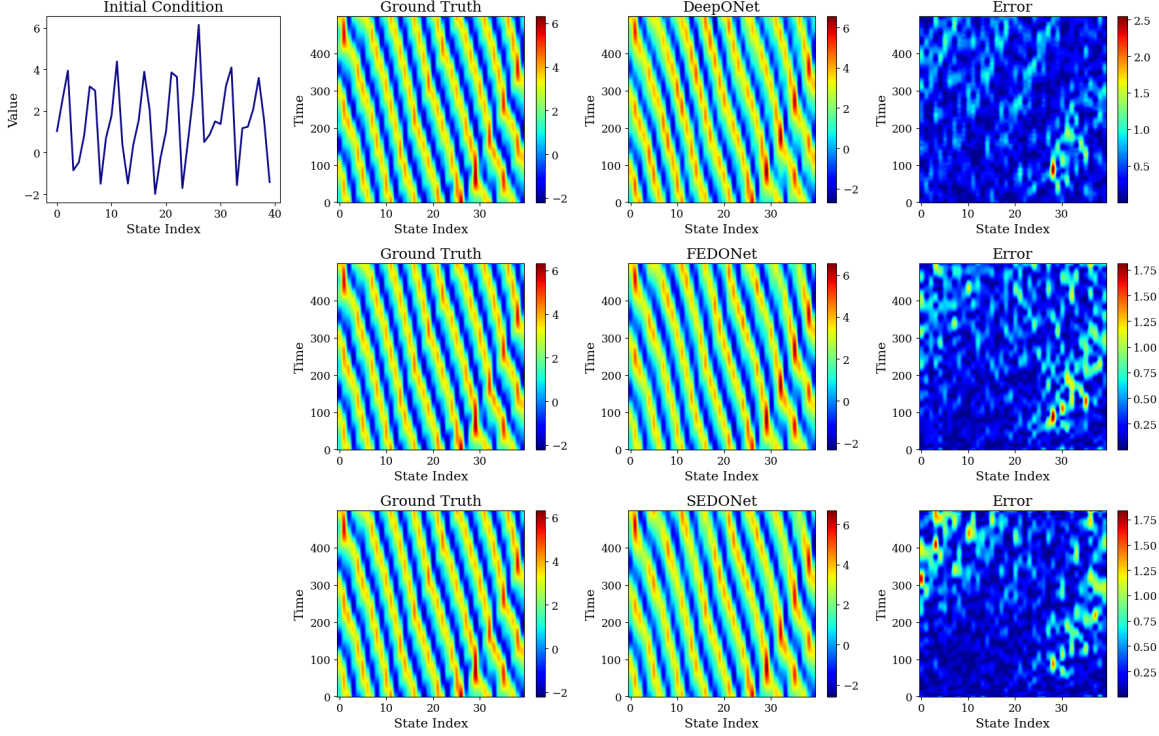 Initial Condition
Value
6
4
2
0
−2
0 10 20 30 40
State Index
Ground Truth
Time
400
300
200
100
0
0 10 20 30
State Index
6
4
2
0
−2
DeepONet
Time
400
300
200
100
0
0 10 20 30
State Index
6
4
2
0
−2
Error
Time
400
300
200
100
0
0 10 20 30
State Index
2.5
2.0
1.5
1.0
0.5
Ground Truth
Time
400
300
200
100
0
0 10 20 30
State Index
6
4
2
0
−2
FEDONet
Time
400
300
200
100
0
0 10 20 30
State Index
6
4
2
0
−2
Error
Time
400
300
200
100
0
0 10 20 30
State Index
1.75
1.50
1.25
1.00
0.75
0.50
0.25
Ground Truth
Time
400
300
200
100
0
0 10 20 30
State Index
6
4
2
0
−2
SEDONet
Time
400
300
200
100
0
0 10 20 30
State Index
6
4
2
0
−2
Error
Time
400
300
200
100
0
0 10 20 30
State Index
1.75
1.50
1.25
1.00
0.75
0.50
0.25